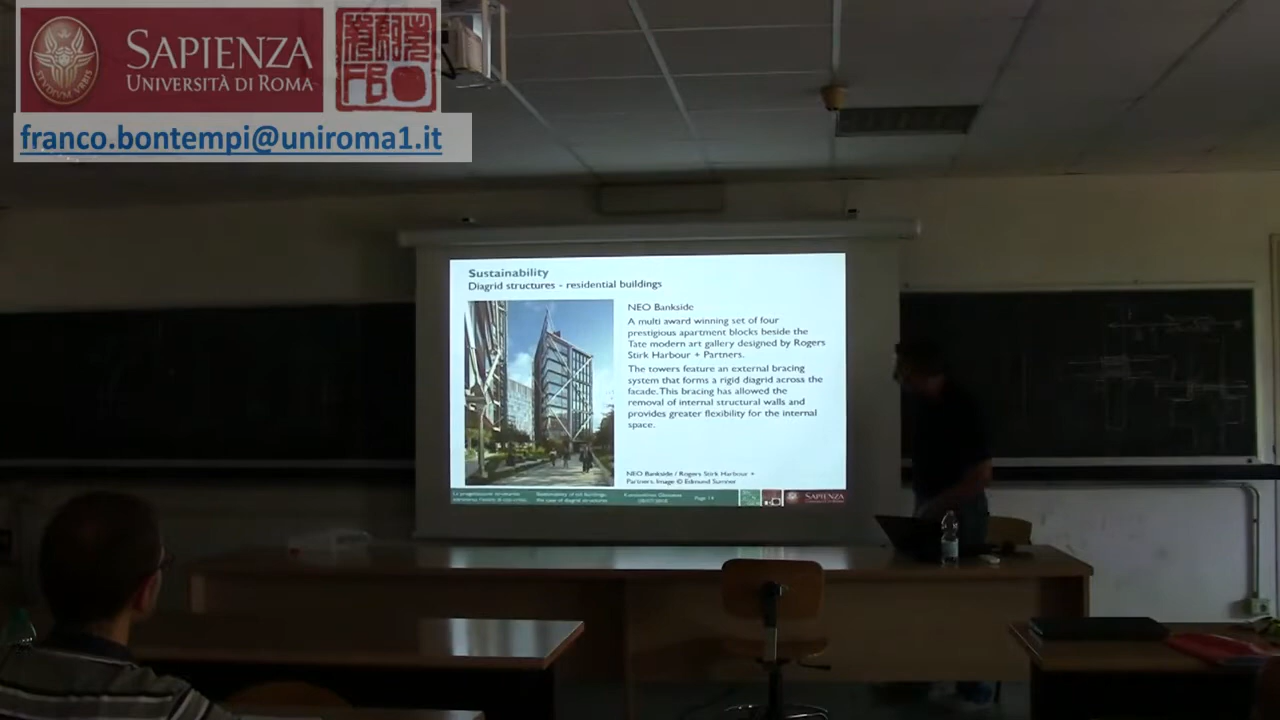 SAPIENZA
UNIVERSITÀ DI ROMA
FBO
franco.bontempi@uniroma1.it
Sustainability
Diagrid structures - residential buildings
NEO Bankside
A multi award winning set of four
prestigious apartment blocks beside the
Tate modern art gallery designed by Rogers
Stirk Harbour + Partners.
The towers feature an external bracing
system that forms a rigid diagrid across the
facade. This bracing has allowed the
removal of internal structural walls and
provides greater flexibility for the internal
space.
NEO Bankside / Rogers Stirk Harbour +
Partners. Image © Edmund Sumner
Page 14
SAPIENZA